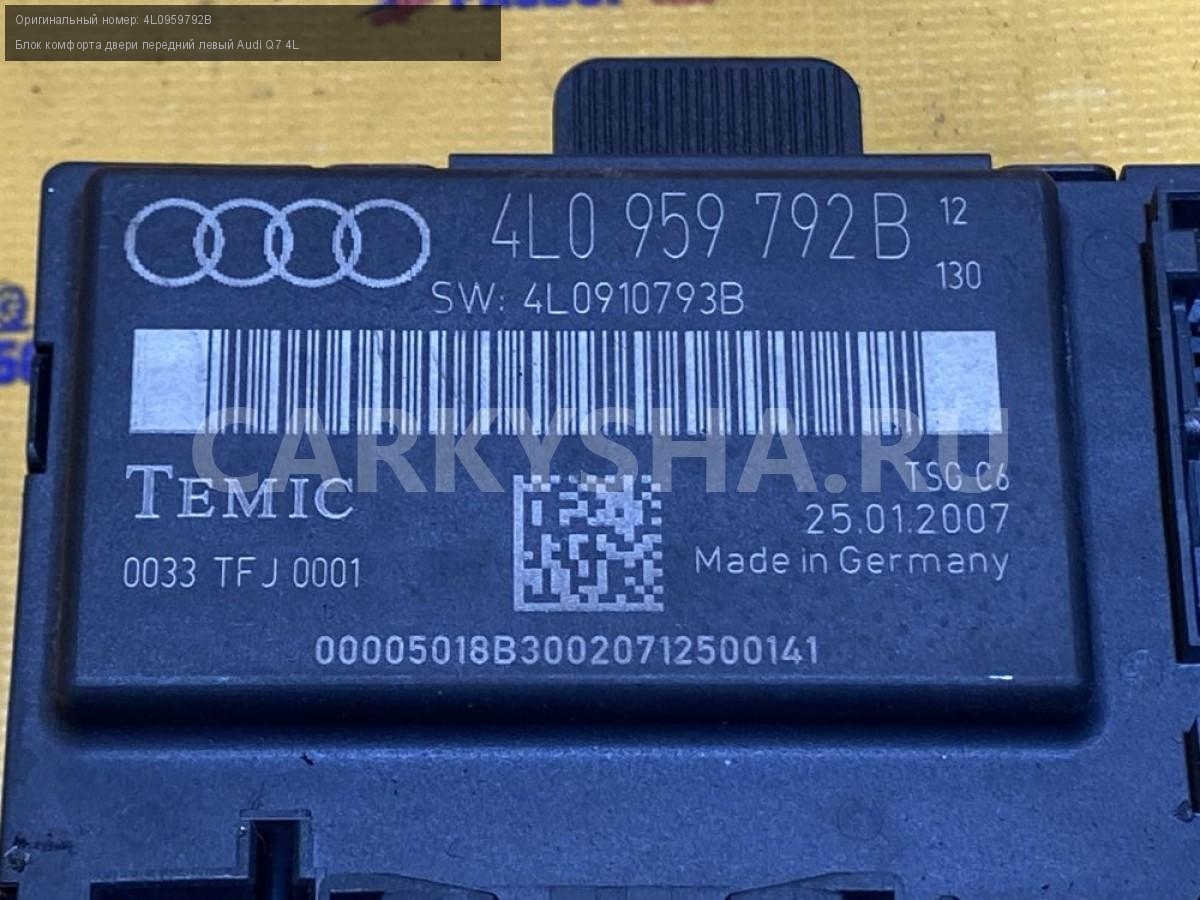 Оригинальный номер: 4L0959792B
Блок комфорта двери передний левый Audi Q7 4L
4L0 959 792 B 12
130
SW: 4L0910793B
CARKYSHA.RU
TEMIC
TSG C6
25.01.2007
0033 TFJ 0001
Made in Germany
00005018B30020712500141